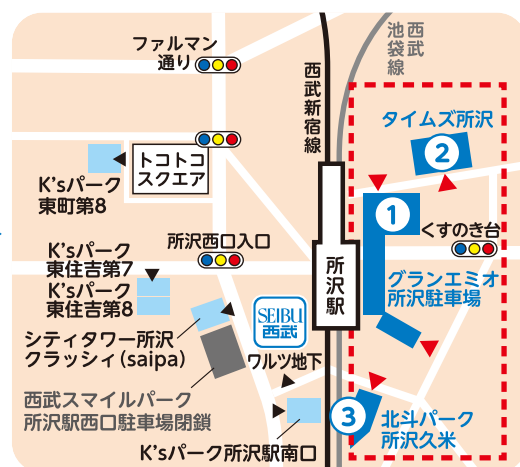 ファルマン
通り
西武
池袋線
西武新宿線
タイムズ所沢
2
トコトコ
スクエア
K'sパーク
東町第8
1
くすのき台
所沢西口入口
K'sパーク
東住吉第7
K'sパーク
東住吉第8
所沢駅
グランエミオ
所沢駐車場
SEIBU
西武
シティタワー所沢
クラッシィ(saipa)
ワルツ地下
西武スマイルパーク
所沢駅西口駐車場閉鎖
3
北斗パーク
所沢久米
K'sパーク所沢駅南口